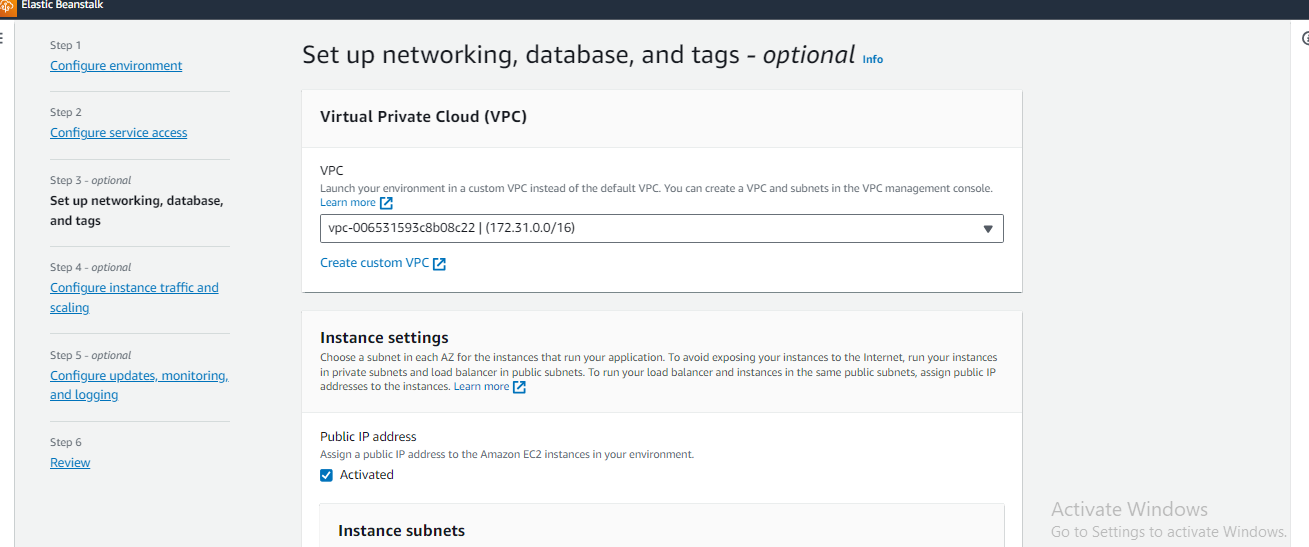 Elastic Beanstalk
Step 1
Configure environment
Step 2
Configure service access
Step 3 - optional
Set up networking, database,
and tags
Step 4 - optional
Configure instance traffic and
scaling
Step 5 - optional
Configure updates, monitoring,
and logging
Step 6
Review
Set up networking, database, and tags - optional Info
Virtual Private Cloud (VPC)
VPC
Launch your environment in a custom VPC instead of the default VPC. You can create a VPC and subnets in the VPC management console.
Learn more
vpc-006531593c8b08c22 | (172.31.0.0/16)
Create custom VPC
Instance settings
Choose a subnet in each AZ for the instances that run your application. To avoid exposing your instances to the Internet, run your instances
in private subnets and load balancer in public subnets. To run your load balancer and instances in the same public subnets, assign public IP
addresses to the instances. Learn more
Public IP address
Assign a public IP address to the Amazon EC2 instances in your environment.
Activated
Instance subnets
Activate Windows
Go to Settings to activate Windows.